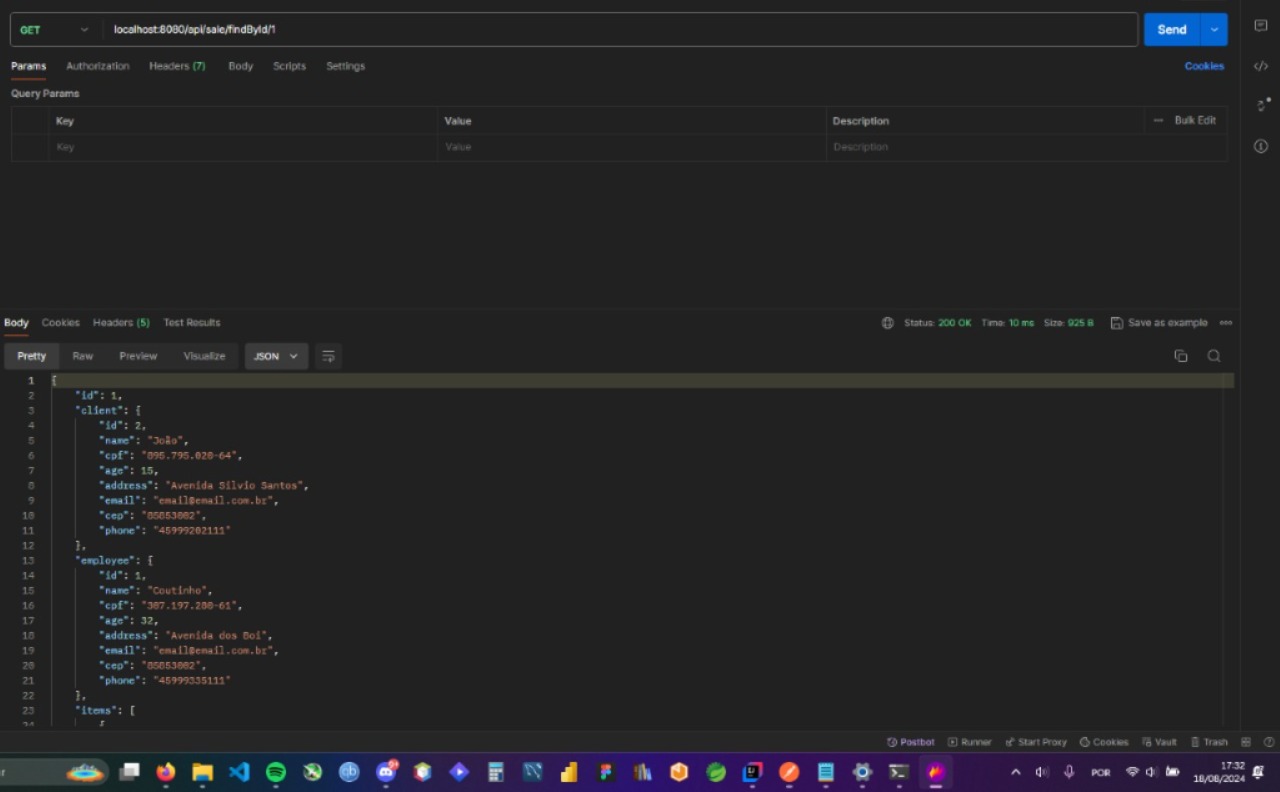 GET
localhost:8080/api/sale/findById/1
Send
Params Authorization Headers (7) Body Scripts Settings Cookies
Query Params
Key Value Description Bulk Edit
Key Value Description
Body Cookies Headers (5) Test Results Status: 200 OK Time: 10 ms Size: 925 B Save as example
Pretty Raw Preview Visualize JSON
1 {
2 "id": 1,
3 "client": {
4 "id": 2,
5 "name": "João",
6 "cpf": "895.795.020-64",
7 "age": 15,
8 "address": "Avenida Silvio Santos",
9 "email": "email@email.com.br",
10 "cep": "85853002",
11 "phone": "45999202111"
12 },
13 "employee": {
14 "id": 1,
15 "name": "Coutinho",
16 "cpf": "307.197.280-61",
17 "age": 32,
18 "address": "Avenida dos Boi",
19 "email": "email@email.com.br",
20 "cep": "85853002",
21 "phone": "45999335111"
22 },
23 "items": [
24 {
Postbot Runner Start Proxy Cookies Vault Trash
POR
17:32
18/08/2024